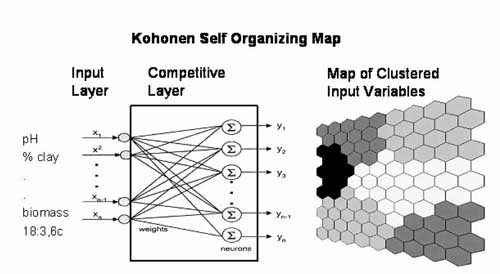 Kohonen Self Organizing Map
Input
Layer
Competitive
Layer
Map of Clustered
Input Variables
pH
% clay
.
.
biomass
18:3,6c
x1
x2
xn-1
xn
weights
Σ
Σ
Σ
Σ
Σ
neurons
y1
y2
y3
yn-1
yn